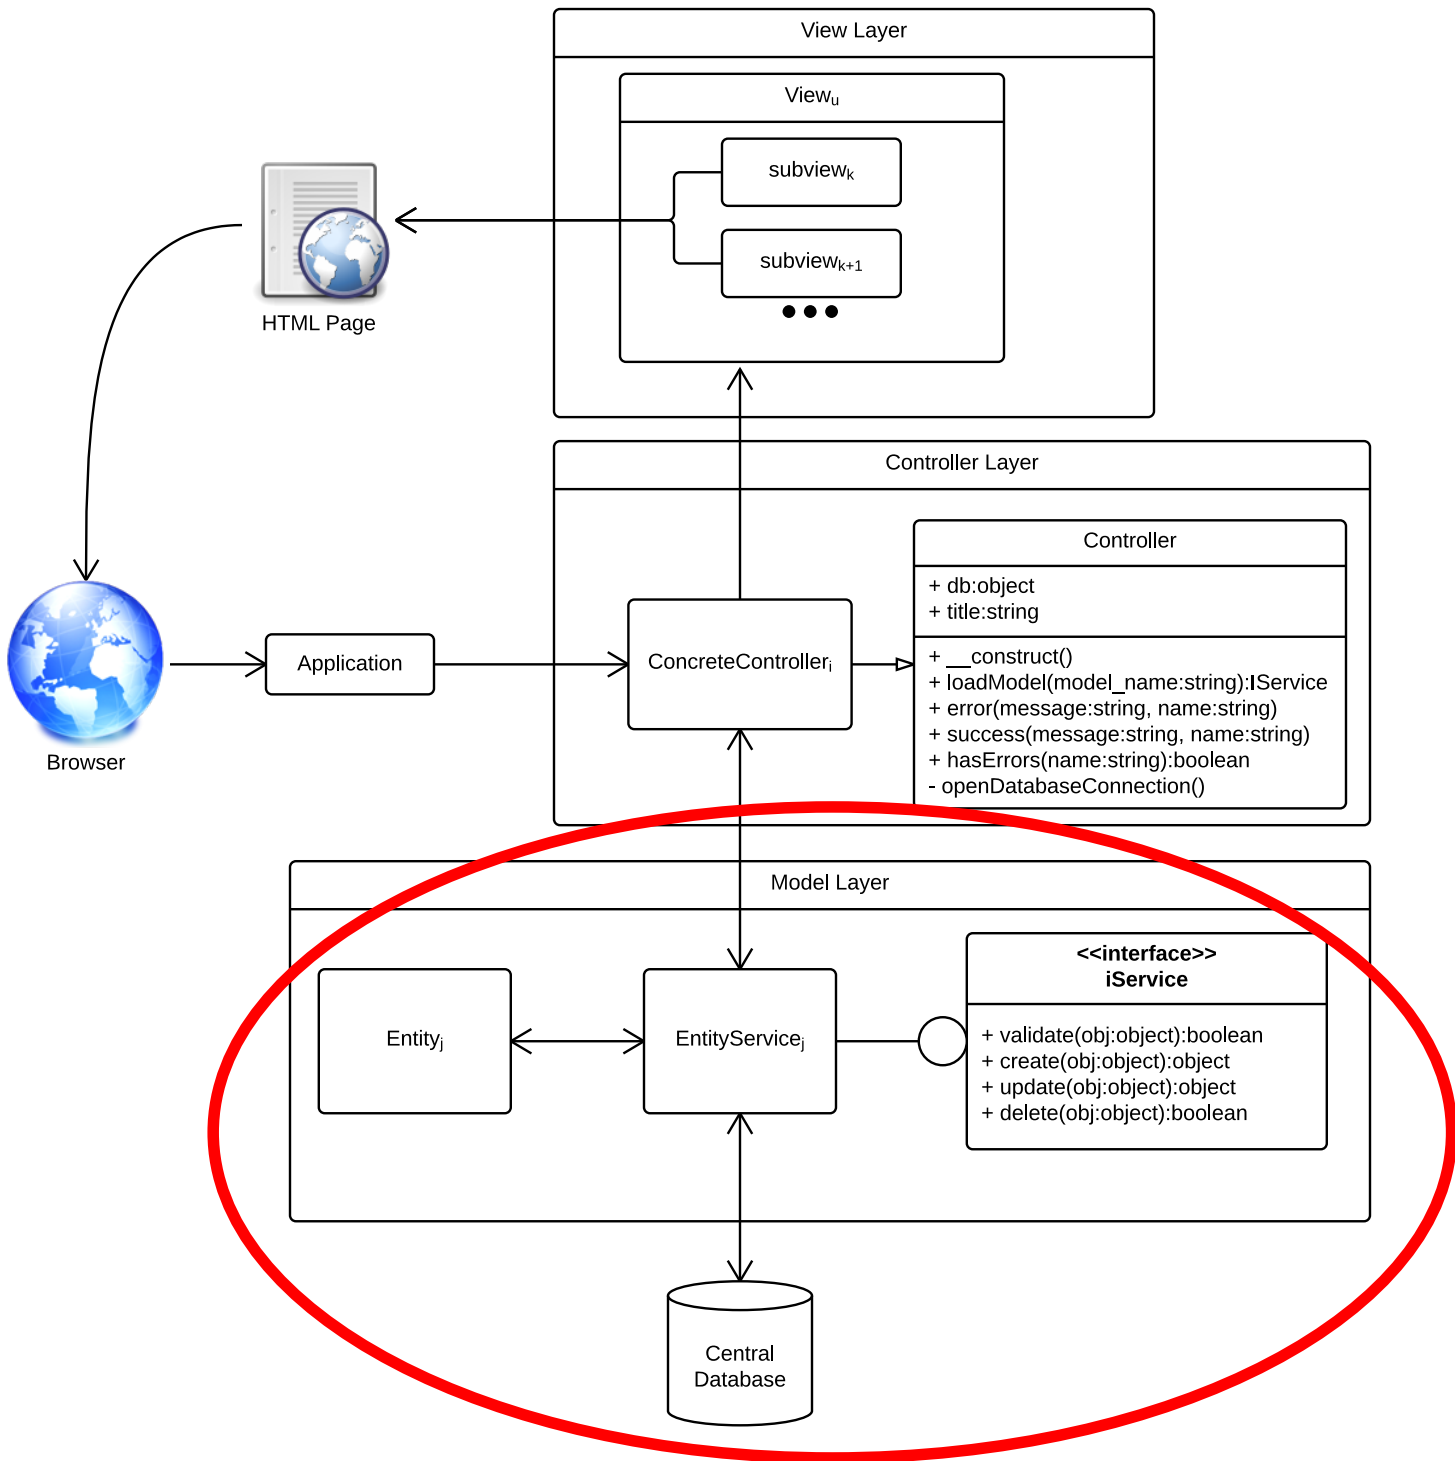 View Layer
Viewu
subviewk
subviewk+1
HTML Page
Controller Layer
Controller
+ db:object
+ title:string
+ __construct()
+ loadModel(model_name:string):IService
+ error(message:string, name:string)
+ success(message:string, name:string)
+ hasErrors(name:string):boolean
- openDatabaseConnection()
ConcreteControlleri
Application
Browser
Model Layer
Entityj
EntityServicej
<<interface>>
iService
+ validate(obj:object):boolean
+ create(obj:object):object
+ update(obj:object):object
+ delete(obj:object):boolean
Central
Database